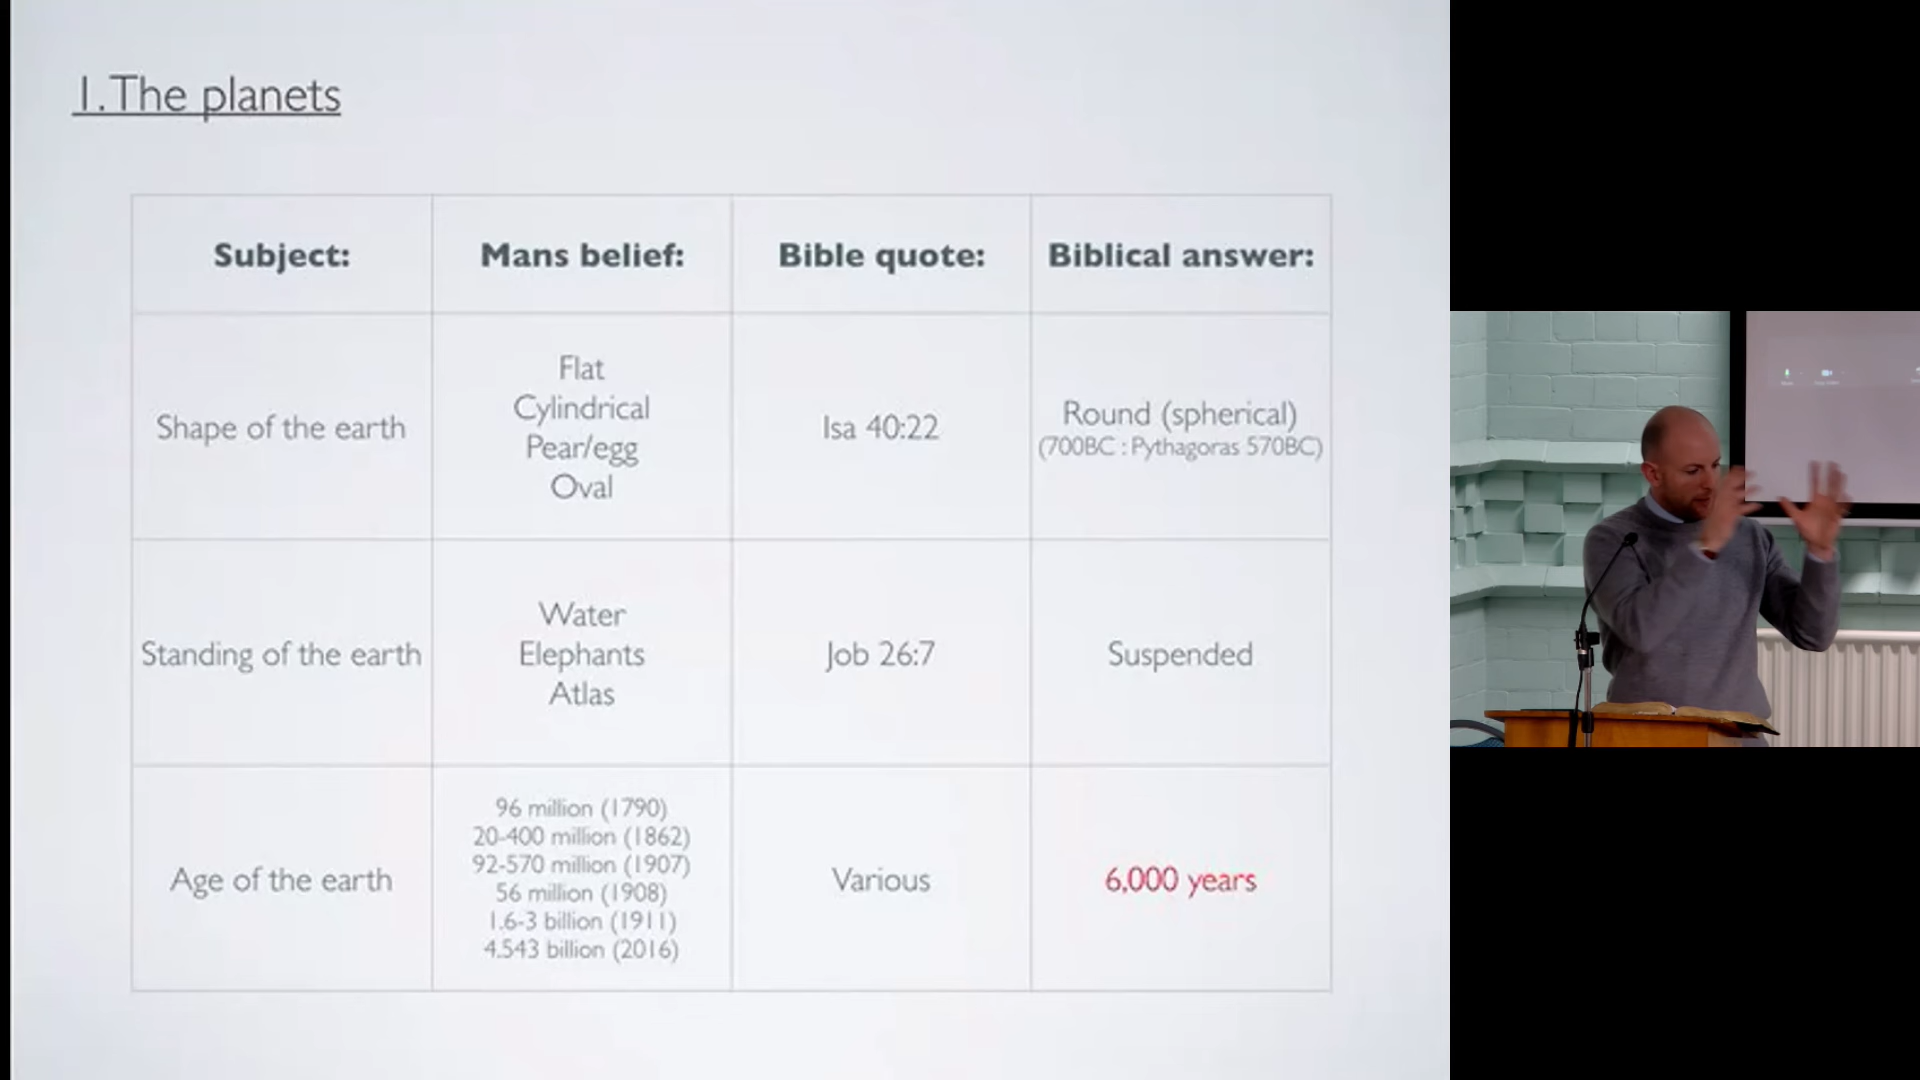 1. The planets
Subject:
Mans belief:
Bible quote:
Biblical answer:
Shape of the earth
Flat
Cylindrical
Pear/egg
Oval
Isa 40:22
Round (spherical)
(700BC : Pythagoras 570BC)
Standing of the earth
Water
Elephants
Atlas
Job 26:7
Suspended
Age of the earth
96 million (1790)
20-400 million (1862)
92-570 million (1907)
56 million (1908)
1.6-3 billion (1911)
4.543 billion (2016)
Various
6,000 years